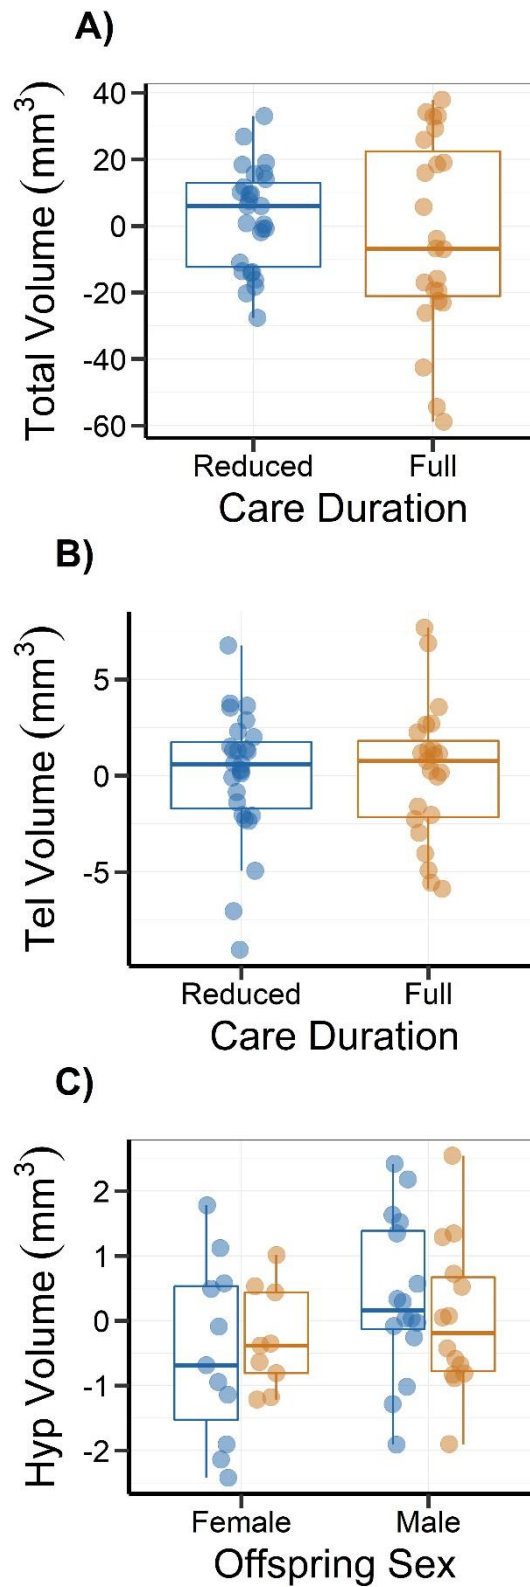 A)
Total Volume (mm³)
40
20
0
-20
-40
-60
Reduced Full
Care Duration
B)
Tel Volume (mm³)
5
0
-5
Reduced Full
Care Duration
C)
Hyp Volume (mm³)
2
1
0
-1
-2
Female Male
Offspring Sex